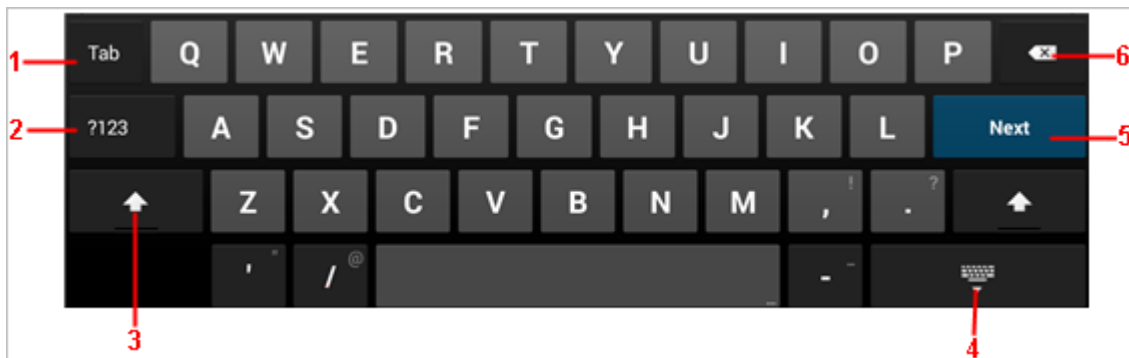 1 Tab Q W E R T Y U I O P 6
2 ?123 A S D F G H J K L Next 5
Z X C V B N M , ! . ?
' " / @ ... - _
3 4